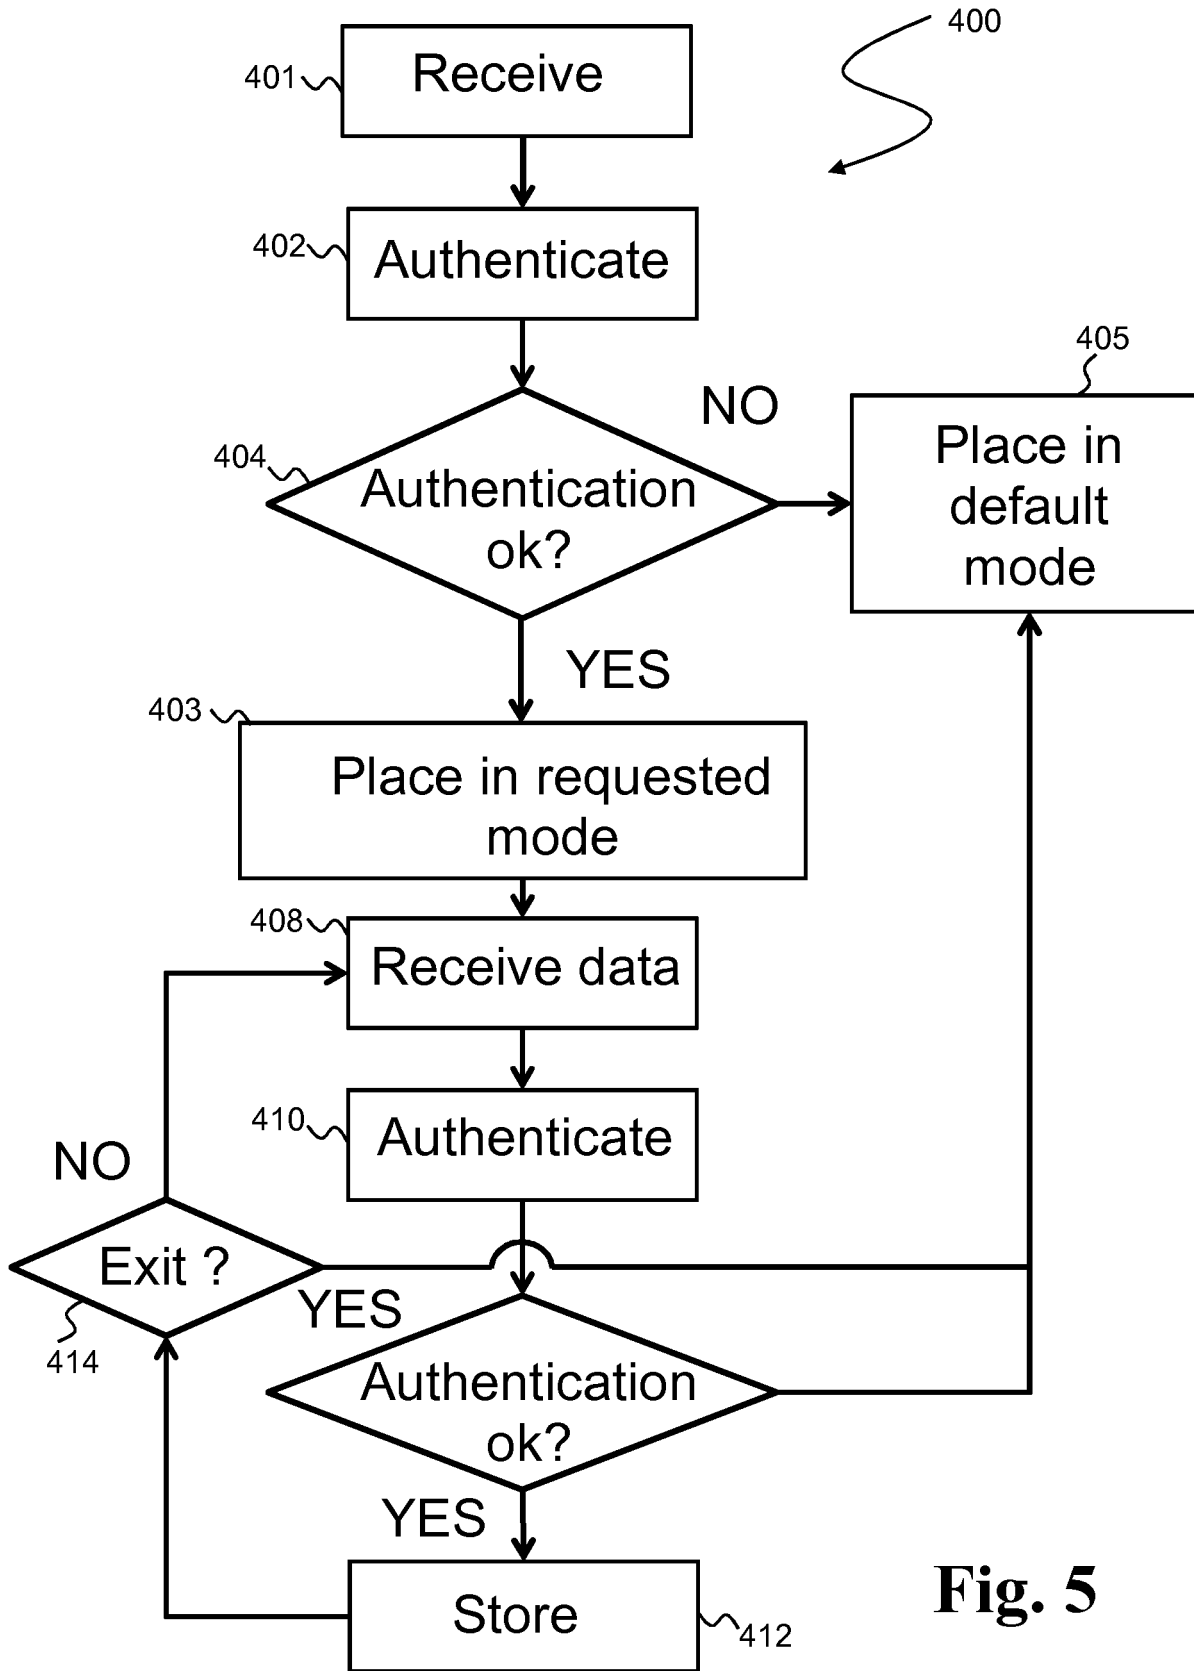 400
401
Receive
402
Authenticate
405
NO
Place in
default
mode
404
Authentication
ok?
YES
403
Place in requested
mode
408
Receive data
410
Authenticate
NO
Exit ?
YES
414
Authentication
ok?
YES
Store
412
Fig. 5